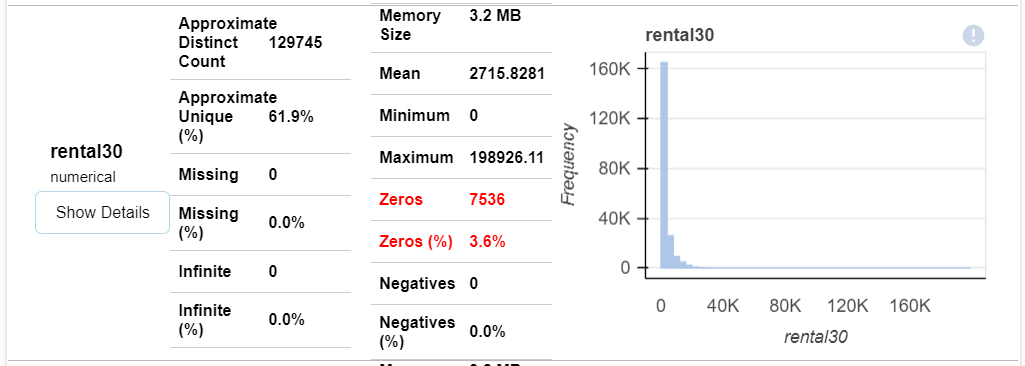 rental30
numerical
Show Details
Approximate
Distinct
Count
129745
Approximate
Unique
(%)
61.9%
Missing
0
Missing
(%)
0.0%
Infinite
0
Infinite
(%)
0.0%
Memory
Size
3.2 MB
Mean
2715.8281
Minimum
0
Maximum
198926.11
Zeros
7536
Zeros (%)
3.6%
Negatives
0
Negatives
(%)
0.0%
rental30
!
Frequency
160K
120K
80K
40K
0
0 40K 80K 120K 160K
rental30